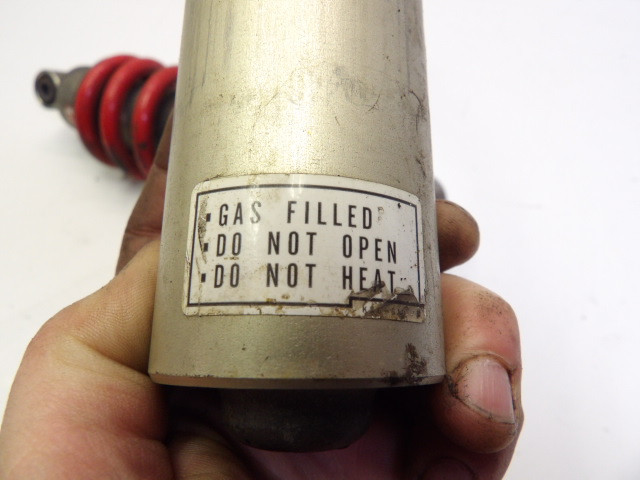 ▪ GAS FILLED
▪ DO NOT OPEN
▪ DO NOT HEAT